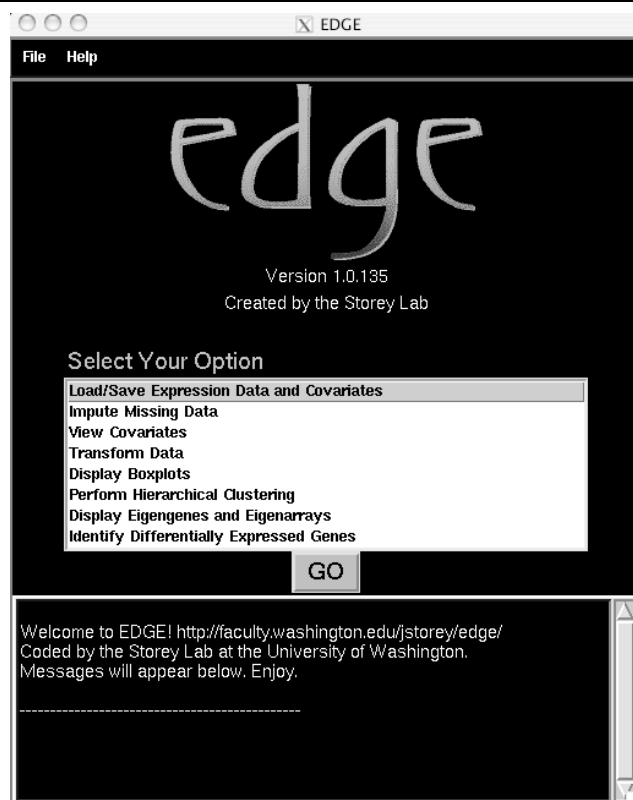 X EDGE
File Help
edge
Version 1.0.135
Created by the Storey Lab
Select Your Option
Load/Save Expression Data and Covariates
Impute Missing Data
View Covariates
Transform Data
Display Boxplots
Perform Hierarchical Clustering
Display Eigengenes and Eigenarrays
Identify Differentially Expressed Genes
GO
Welcome to EDGE! http://faculty.washington.edu/jstorey/edge/
Coded by the Storey Lab at the University of Washington.
Messages will appear below. Enjoy.
----------------------------------------------